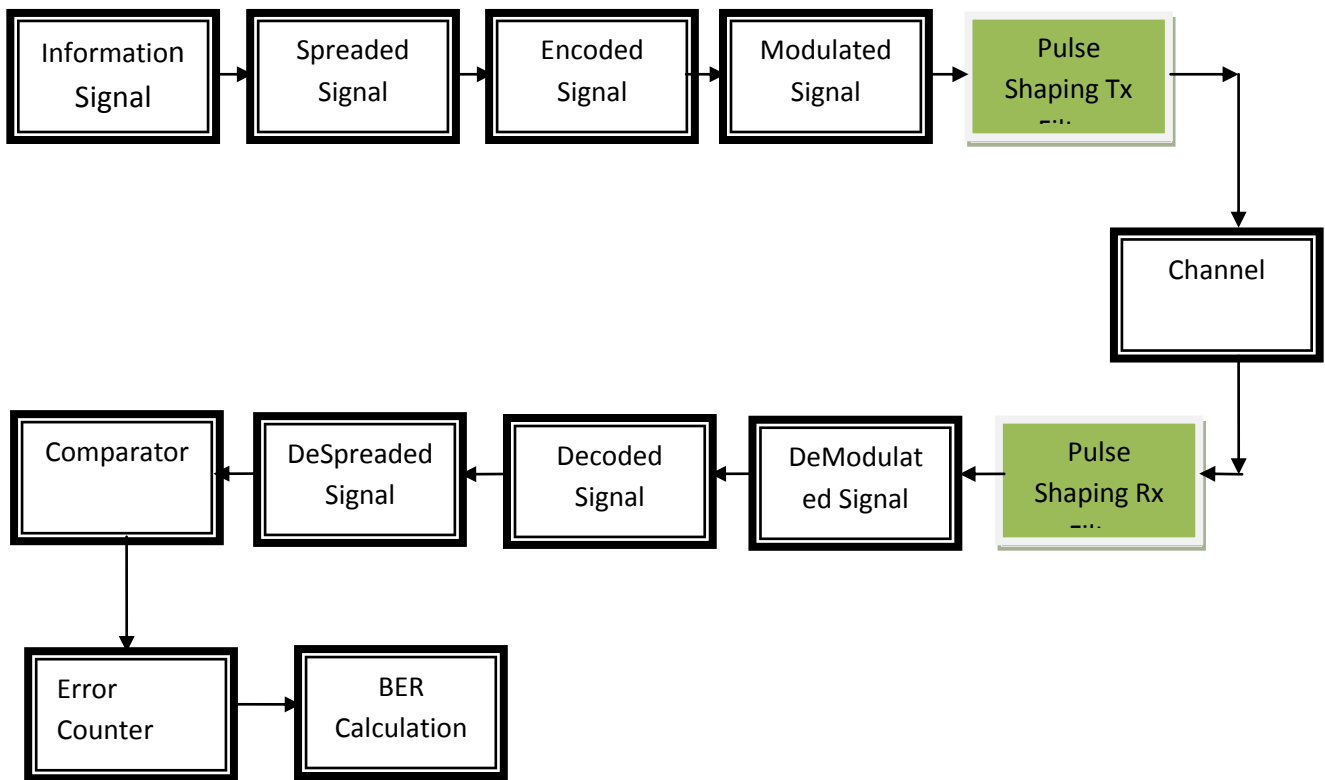 Information
Signal
Spreaded
Signal
Encoded
Signal
Modulated
Signal
Pulse
Shaping Tx
Channel
Pulse
Shaping Rx
DeModulat
ed Signal
Decoded
Signal
DeSpreaded
Signal
Comparator
Error
Counter
BER
Calculation